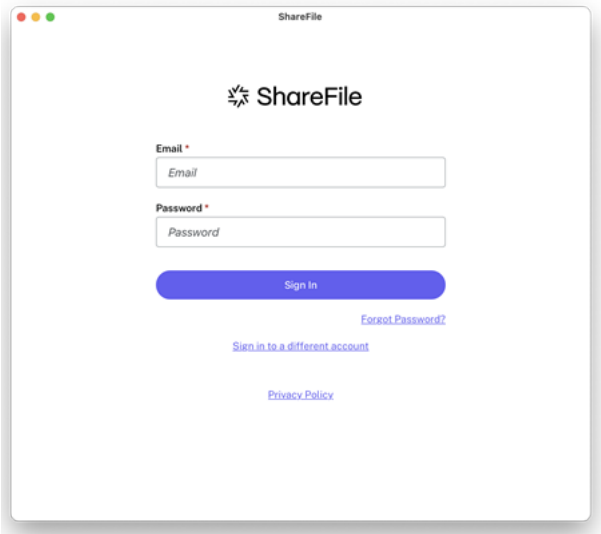 ShareFile
ShareFile
Email *
Email
Password *
Password
Sign In
Forgot Password?
Sign in to a different account
Privacy Policy